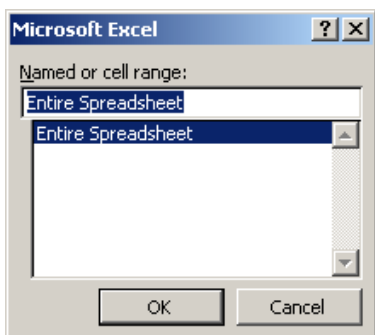 Microsoft Excel
Named or cell range:
Entire Spreadsheet
Entire Spreadsheet
OK Cancel